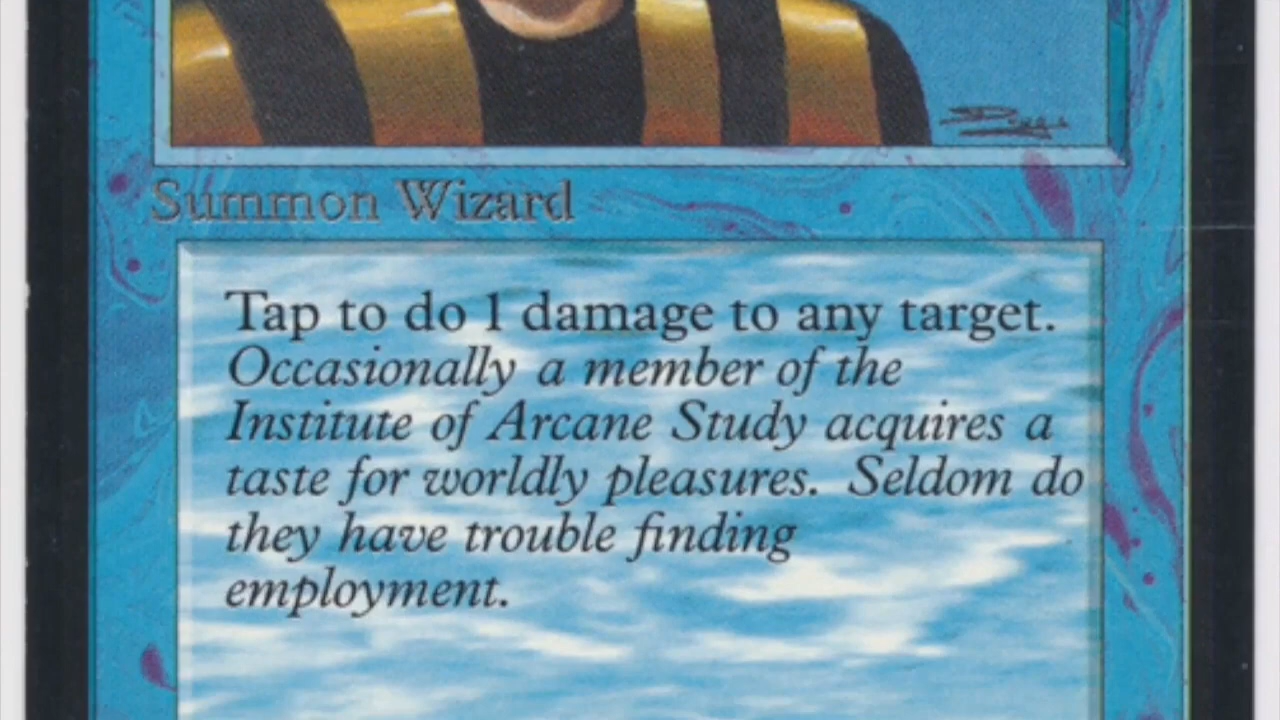 Summon Wizard
Tap to do 1 damage to any target.
Occasionally a member of the
Institute of Arcane Study acquires a
taste for worldly pleasures. Seldom do
they have trouble finding
employment.